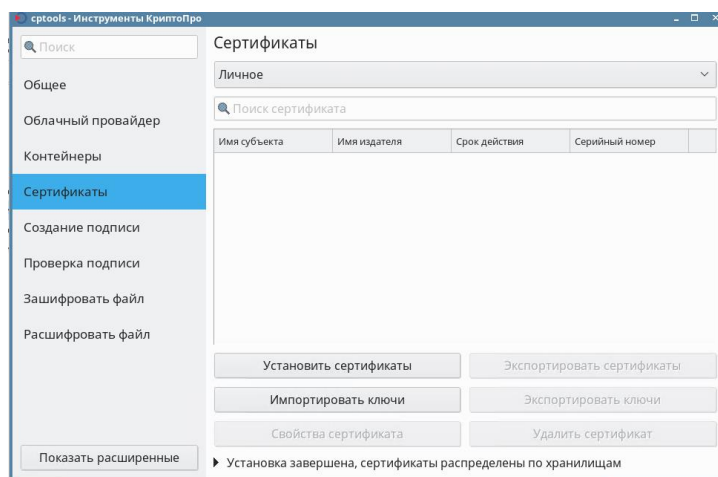 cptools - Инструменты КриптоПро
Поиск
Общее
Облачный провайдер
Контейнеры
Сертификаты
Создание подписи
Проверка подписи
Зашифровать файл
Расшифровать файл
Показать расширенные
Сертификаты
Личное
Поиск сертификата
Имя субъекта Имя издателя Срок действия Серийный номер
Установить сертификаты Экспортировать сертификаты
Импортировать ключи Экспортировать ключи
Свойства сертификата Удалить сертификат
Установка завершена, сертификаты распределены по хранилищам